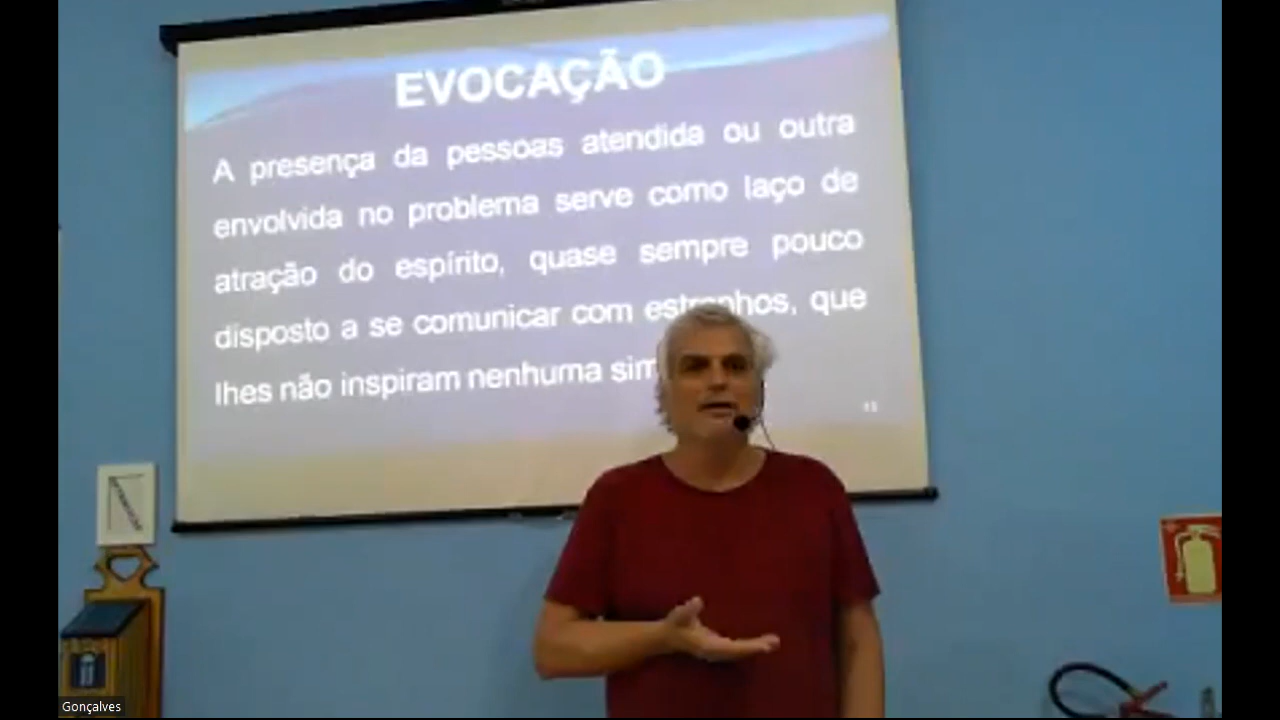 EVOCAÇÃO
A presença da pessoas atendida ou outra
envolvida no problema serve como laço de
atração do espírito, quase sempre pouco
disposto a se comunicar com estranhos, que
lhes não inspiram nenhuma sim
Gonçalves